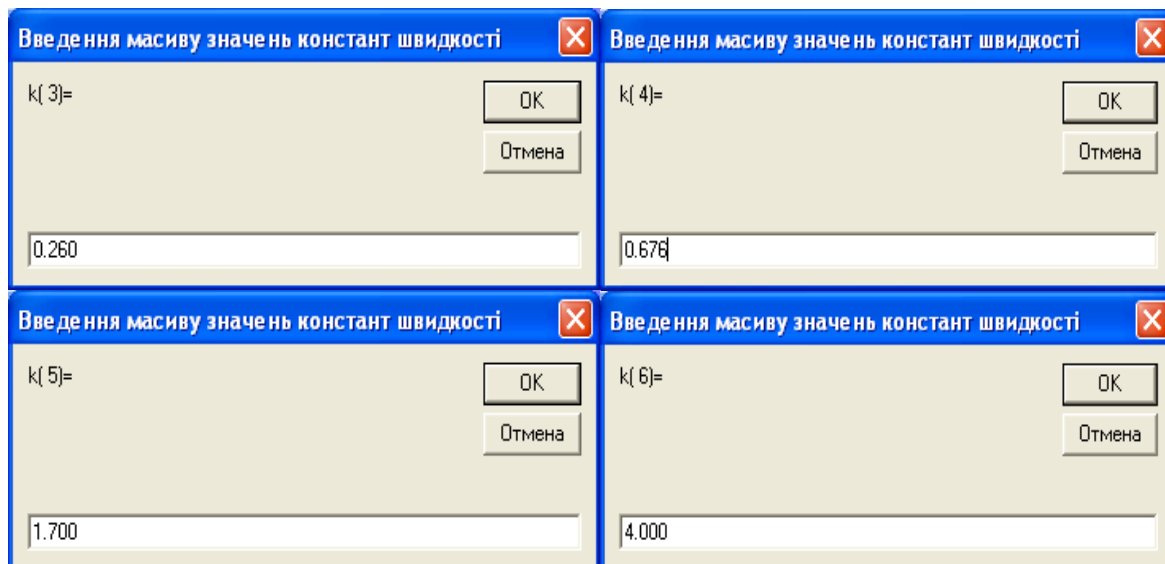 Введення масиву значень констант швидкості
k( 3)=
OK
Отмена
0.260
Введення масиву значень констант швидкості
k( 4)=
OK
Отмена
0.676
Введення масиву значень констант швидкості
k( 5)=
OK
Отмена
1.700
Введення масиву значень констант швидкості
k( 6)=
OK
Отмена
4.000